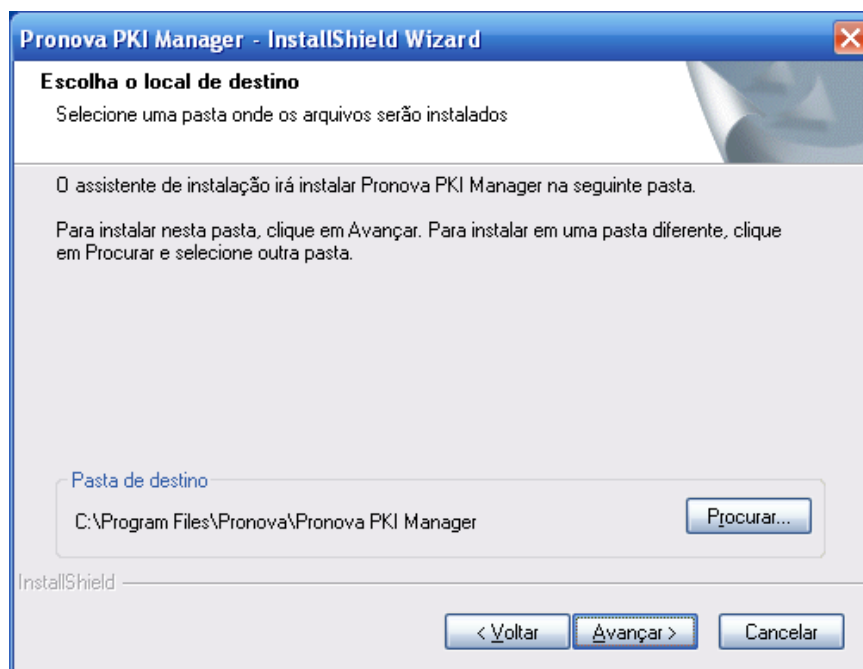 Pronova PKI Manager - InstallShield Wizard
Escolha o local de destino
Selecione uma pasta onde os arquivos serão instalados
O assistente de instalação irá instalar Pronova PKI Manager na seguinte pasta.
Para instalar nesta pasta, clique em Avançar. Para instalar em uma pasta diferente, clique
em Procurar e selecione outra pasta.
Pasta de destino
C:\Program Files\Pronova\Pronova PKI Manager
Procurar...
InstallShield
< Voltar
Avançar >
Cancelar